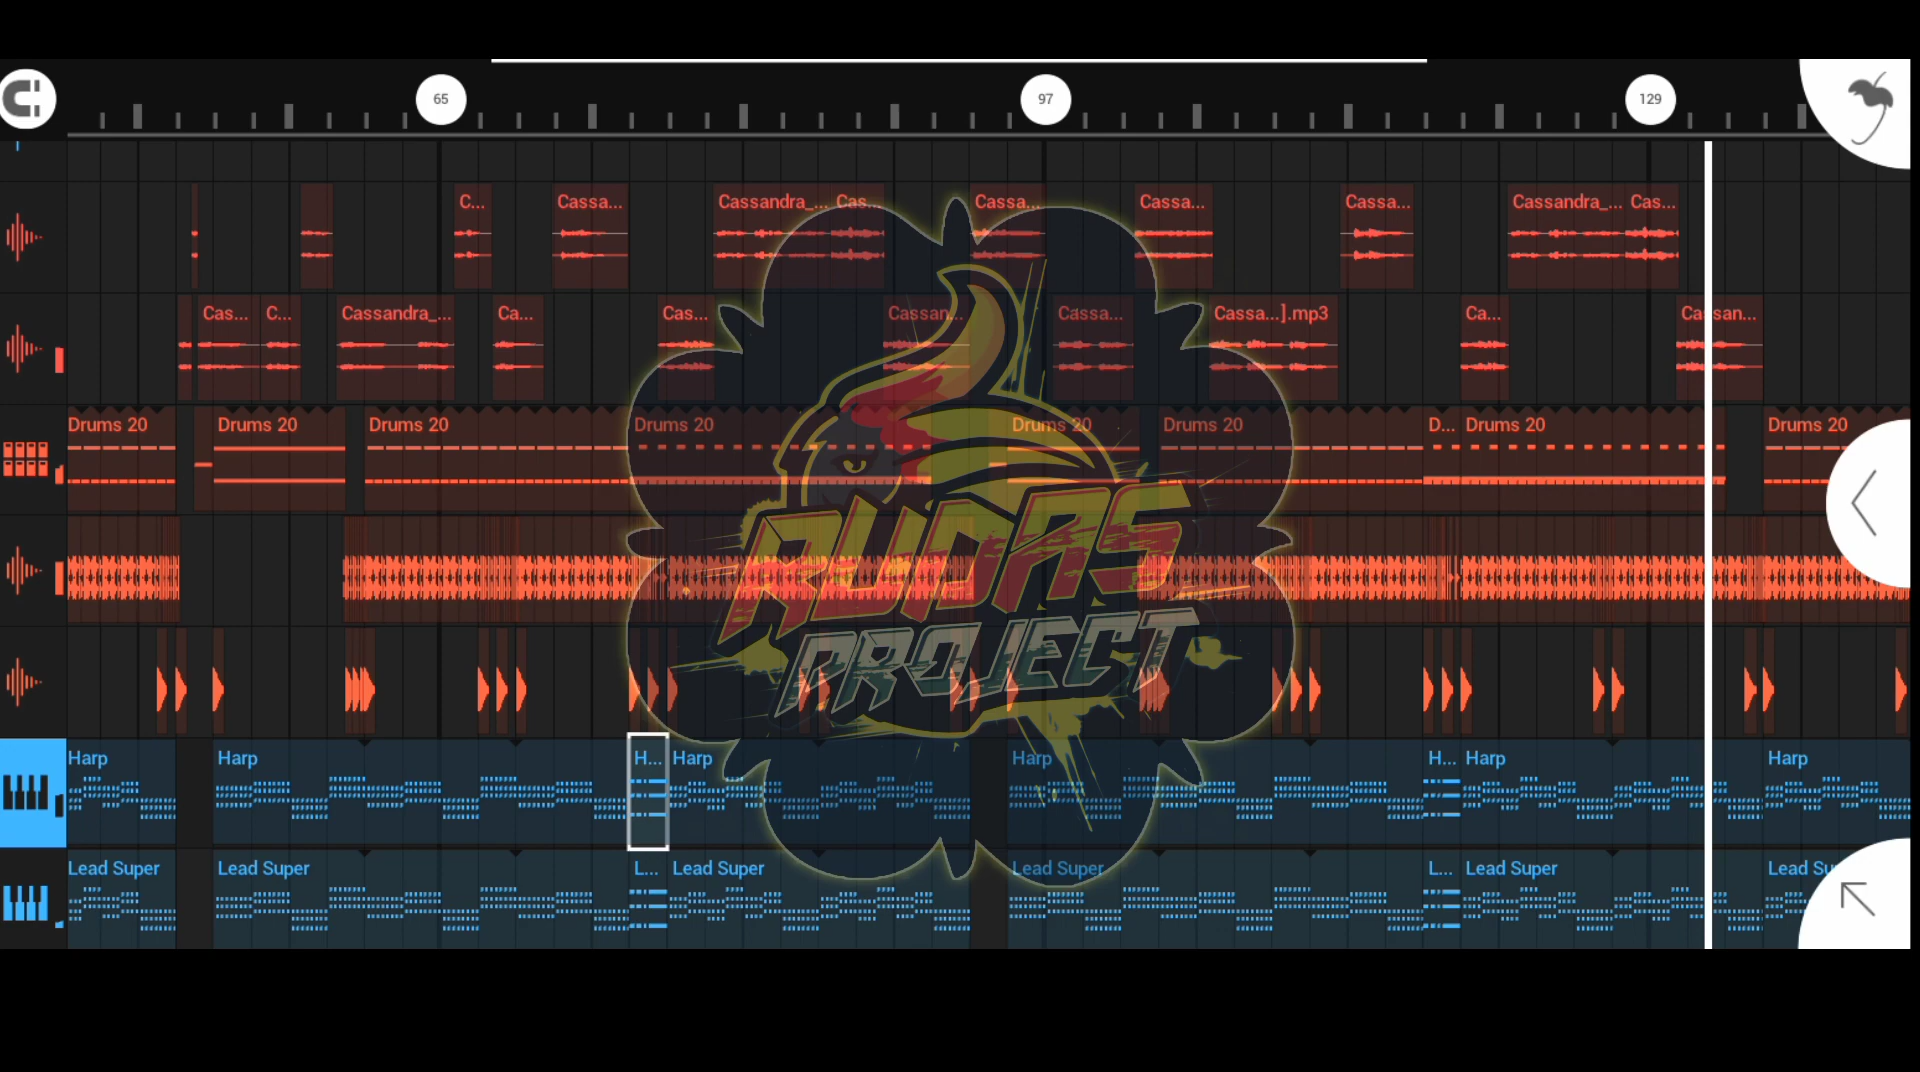 65
97
129
C...
Cassa...
Cassandra_...
Cas...
Cassa...
Cassa...
Cassa...
Cassandra_...
Cas...
Cas...
C...
Cassandra_...
Ca...
Cas...
Cassan...
Cassa...
Cassa...].mp3
Ca...
Drums 20
Drums 20
Drums 20
Drums 20
Drums 20
Drums 20
D...
Drums 20
Drums 20
RUDAS
PROJECT
Harp
Harp
H...
Harp
Harp
H...
Harp
Harp
Lead Super
Lead Super
L...
Lead Super
Lead Super
L...
Lead Super